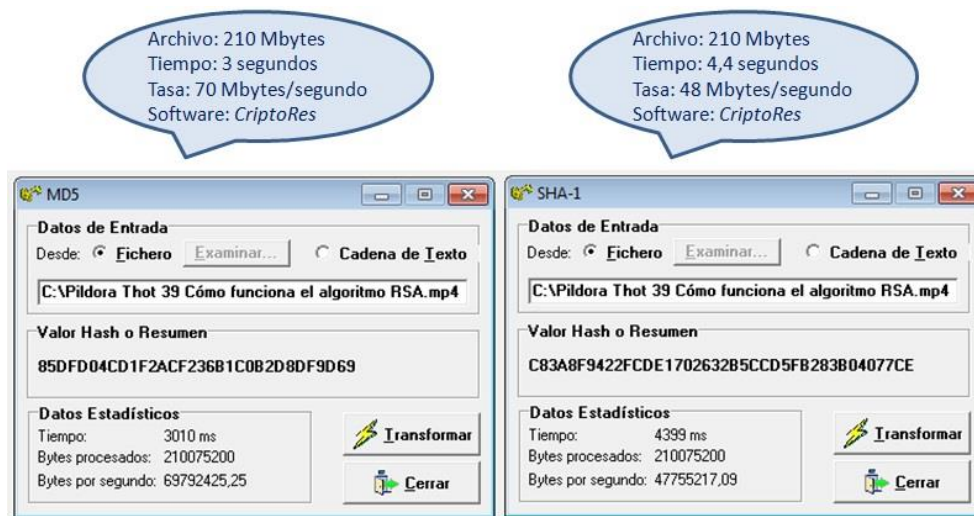 Archivo: 210 Mbytes
Tiempo: 3 segundos
Tasa: 70 Mbytes/segundo
Software: CriptoRes
Archivo: 210 Mbytes
Tiempo: 4,4 segundos
Tasa: 48 Mbytes/segundo
Software: CriptoRes
MD5
Datos de Entrada
Desde: Fichero Examinar... Cadena de Texto
C:\Pildora Thot 39 Cómo funciona el algoritmo RSA.mp4
Valor Hash o Resumen
85DFD04CD1F2ACF236B1C0B2D8DF9D69
Datos Estadísticos
Tiempo: 3010 ms
Bytes procesados: 210075200
Bytes por segundo: 69792425,25
Transformar
Cerrar
SHA-1
Datos de Entrada
Desde: Fichero Examinar... Cadena de Texto
C:\Pildora Thot 39 Cómo funciona el algoritmo RSA.mp4
Valor Hash o Resumen
C83A8F9422FCDE1702632B5CCD5FB283B04077CE
Datos Estadísticos
Tiempo: 4399 ms
Bytes procesados: 210075200
Bytes por segundo: 47755217,09
Transformar
Cerrar